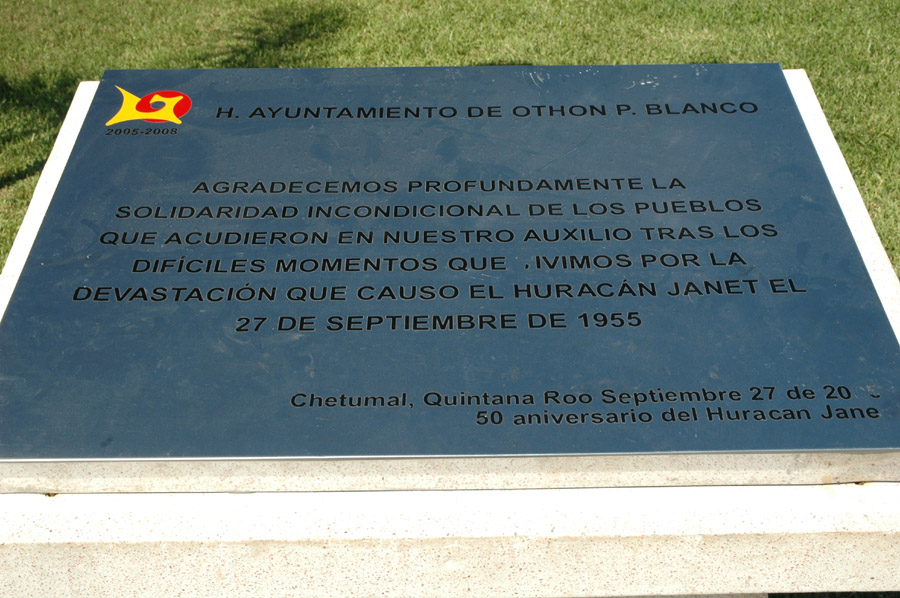 H. AYUNTAMIENTO DE OTHON P. BLANCO
2005-2008
AGRADECEMOS PROFUNDAMENTE LA
SOLIDARIDAD INCONDICIONAL DE LOS PUEBLOS
QUE ACUDIERON EN NUESTRO AUXILIO TRAS LOS
DIFÍCILES MOMENTOS QUE IVIMOS POR LA
DEVASTACIÓN QUE CAUSO EL HURACÁN JANET EL
27 DE SEPTIEMBRE DE 1955
Chetumal, Quintana Roo Septiembre 27 de
50 aniversario del Huracan Jane